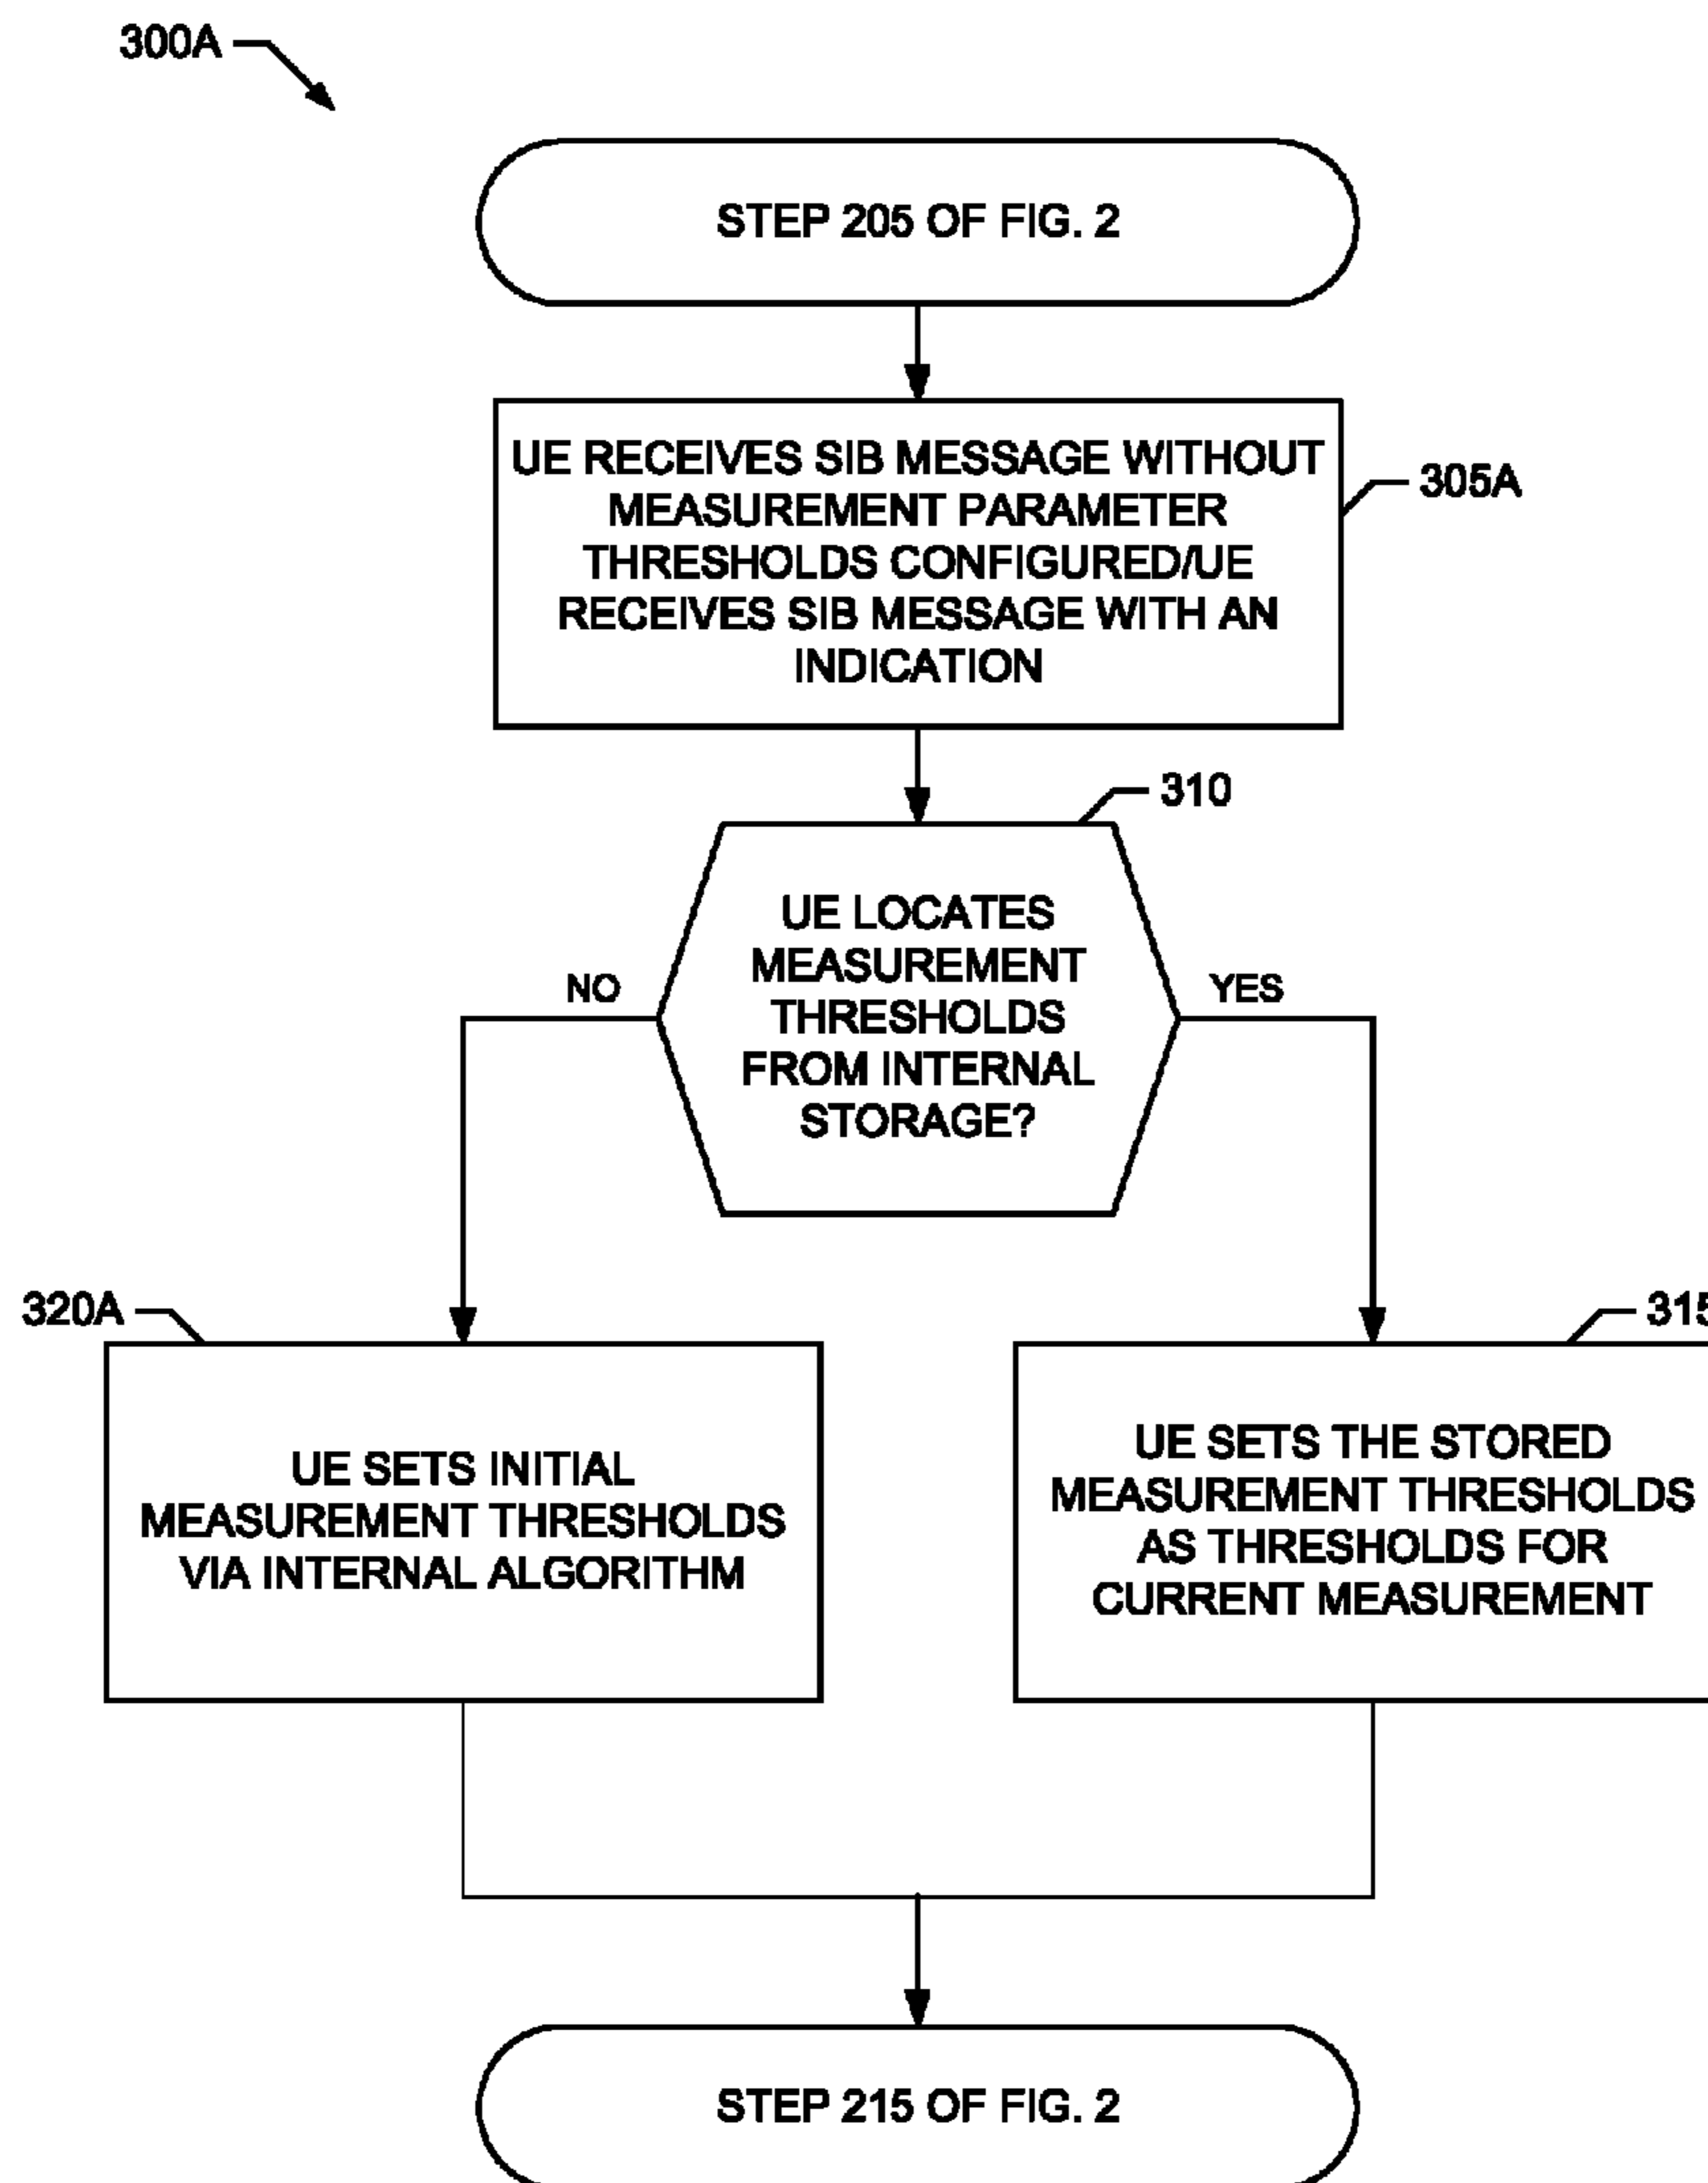 300A
STEP 205 OF FIG. 2
UE RECEIVES SIB MESSAGE WITHOUT
MEASUREMENT PARAMETER
THRESHOLDS CONFIGURED/UE
RECEIVES SIB MESSAGE WITH AN
INDICATION
305A
310
UE LOCATES
MEASUREMENT
THRESHOLDS
FROM INTERNAL
STORAGE?
NO
YES
320A
315
UE SETS INITIAL
MEASUREMENT THRESHOLDS
VIA INTERNAL ALGORITHM
UE SETS THE STORED
MEASUREMENT THRESHOLDS
AS THRESHOLDS FOR
CURRENT MEASUREMENT
STEP 215 OF FIG. 2